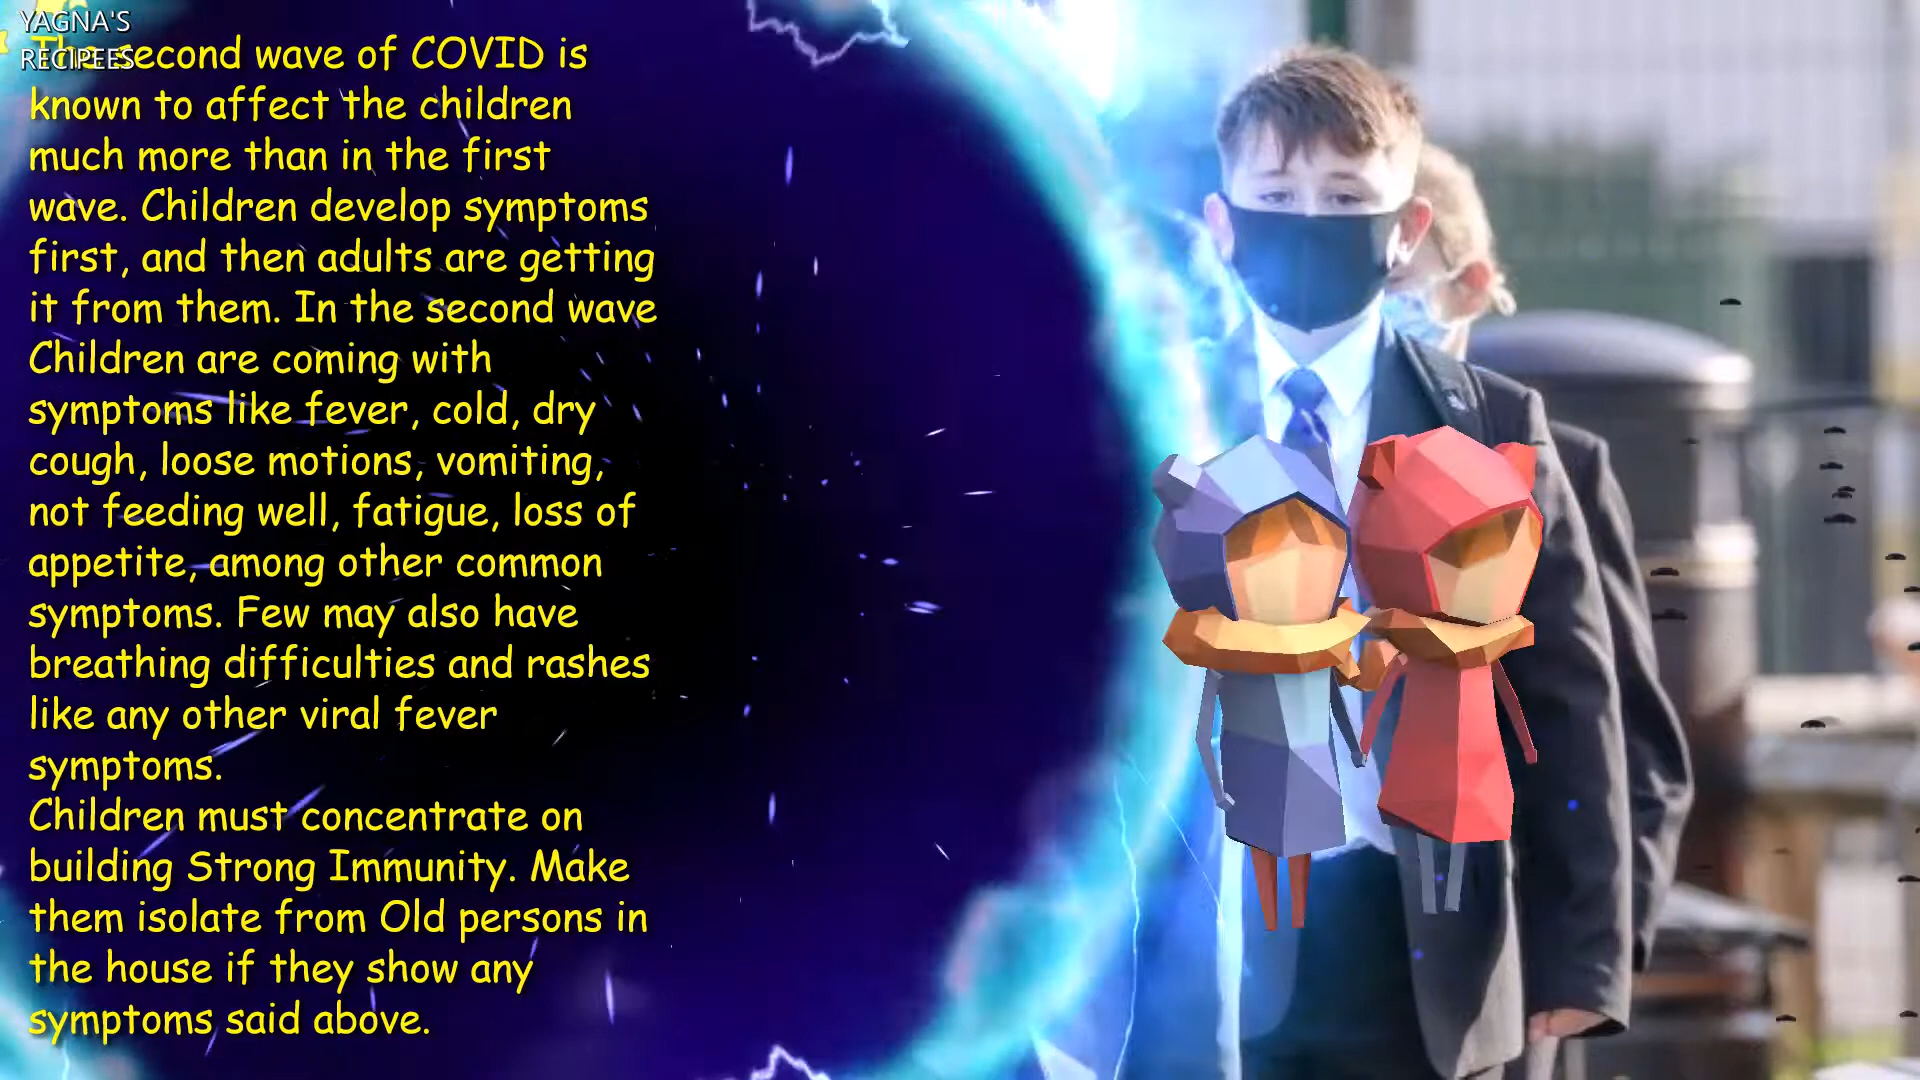 YAGNA'S
RECIPEES
The second wave of COVID is
known to affect the children
much more than in the first
wave. Children develop symptoms
first, and then adults are getting
it from them. In the second wave
Children are coming with
symptoms like fever, cold, dry
cough, loose motions, vomiting,
not feeding well, fatigue, loss of
appetite, among other common
symptoms. Few may also have
breathing difficulties and rashes
like any other viral fever
symptoms.
Children must concentrate on
building Strong Immunity. Make
them isolate from Old persons in
the house if they show any
symptoms said above.